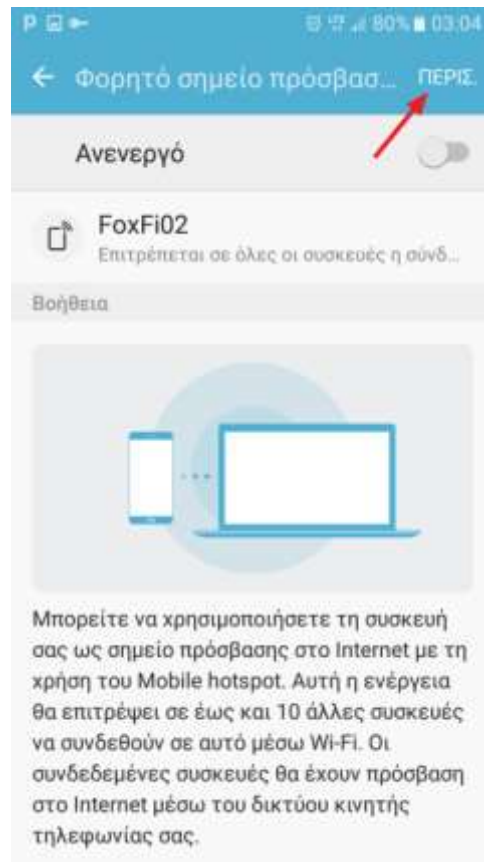 80% 03:04
Φορητό σημείο πρόσβασ... ΠΕΡΙΣ.
Ανενεργό
FoxFi02
Επιτρέπεται σε όλες οι συσκευές η σύνδ...
Βοήθεια
Μπορείτε να χρησιμοποιήσετε τη συσκευή
σας ως σημείο πρόσβασης στο Internet με τη
χρήση του Mobile hotspot. Αυτή η ενέργεια
θα επιτρέψει σε έως και 10 άλλες συσκευές
να συνδεθούν σε αυτό μέσω Wi-Fi. Οι
συνδεδεμένες συσκευές θα έχουν πρόσβαση
στο Internet μέσω του δικτύου κινητής
τηλεφωνίας σας.